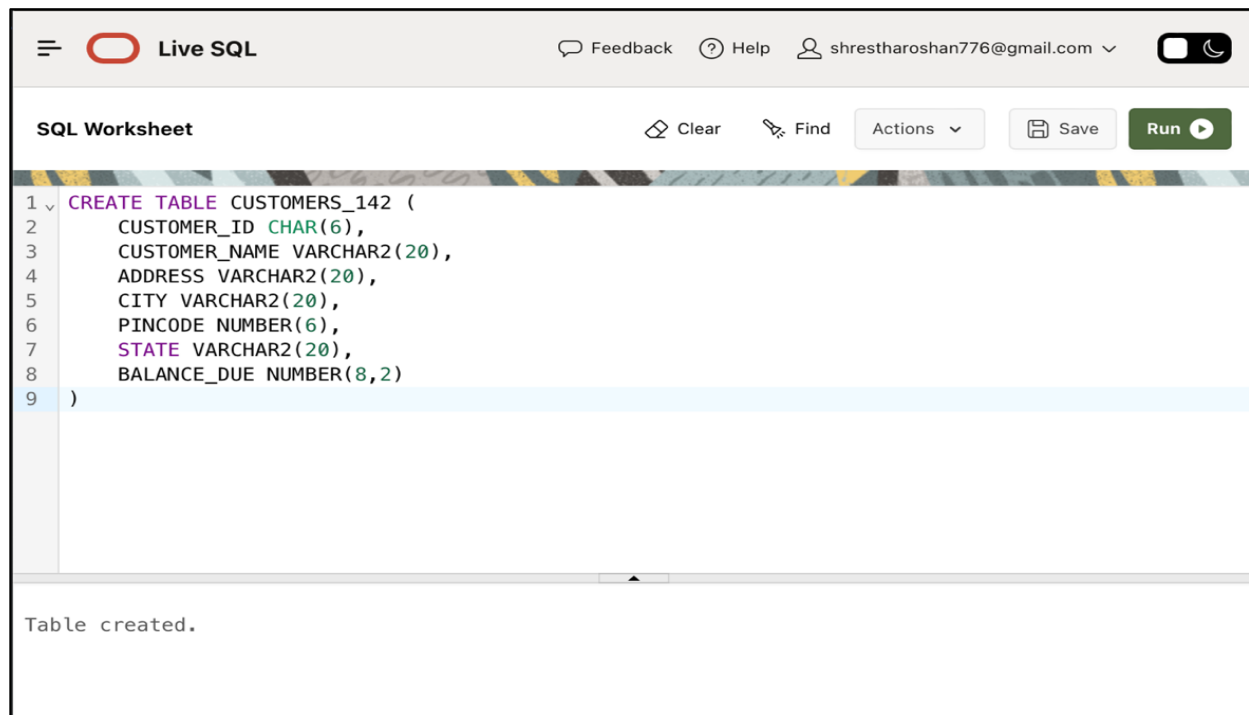 Live SQL Feedback Help shrestharoshan776@gmail.com
SQL Worksheet Clear Find Actions Save Run
1 CREATE TABLE CUSTOMERS_142 (
2 CUSTOMER_ID CHAR(6),
3 CUSTOMER_NAME VARCHAR2(20),
4 ADDRESS VARCHAR2(20),
5 CITY VARCHAR2(20),
6 PINCODE NUMBER(6),
7 STATE VARCHAR2(20),
8 BALANCE_DUE NUMBER(8,2)
9 )
Table created.